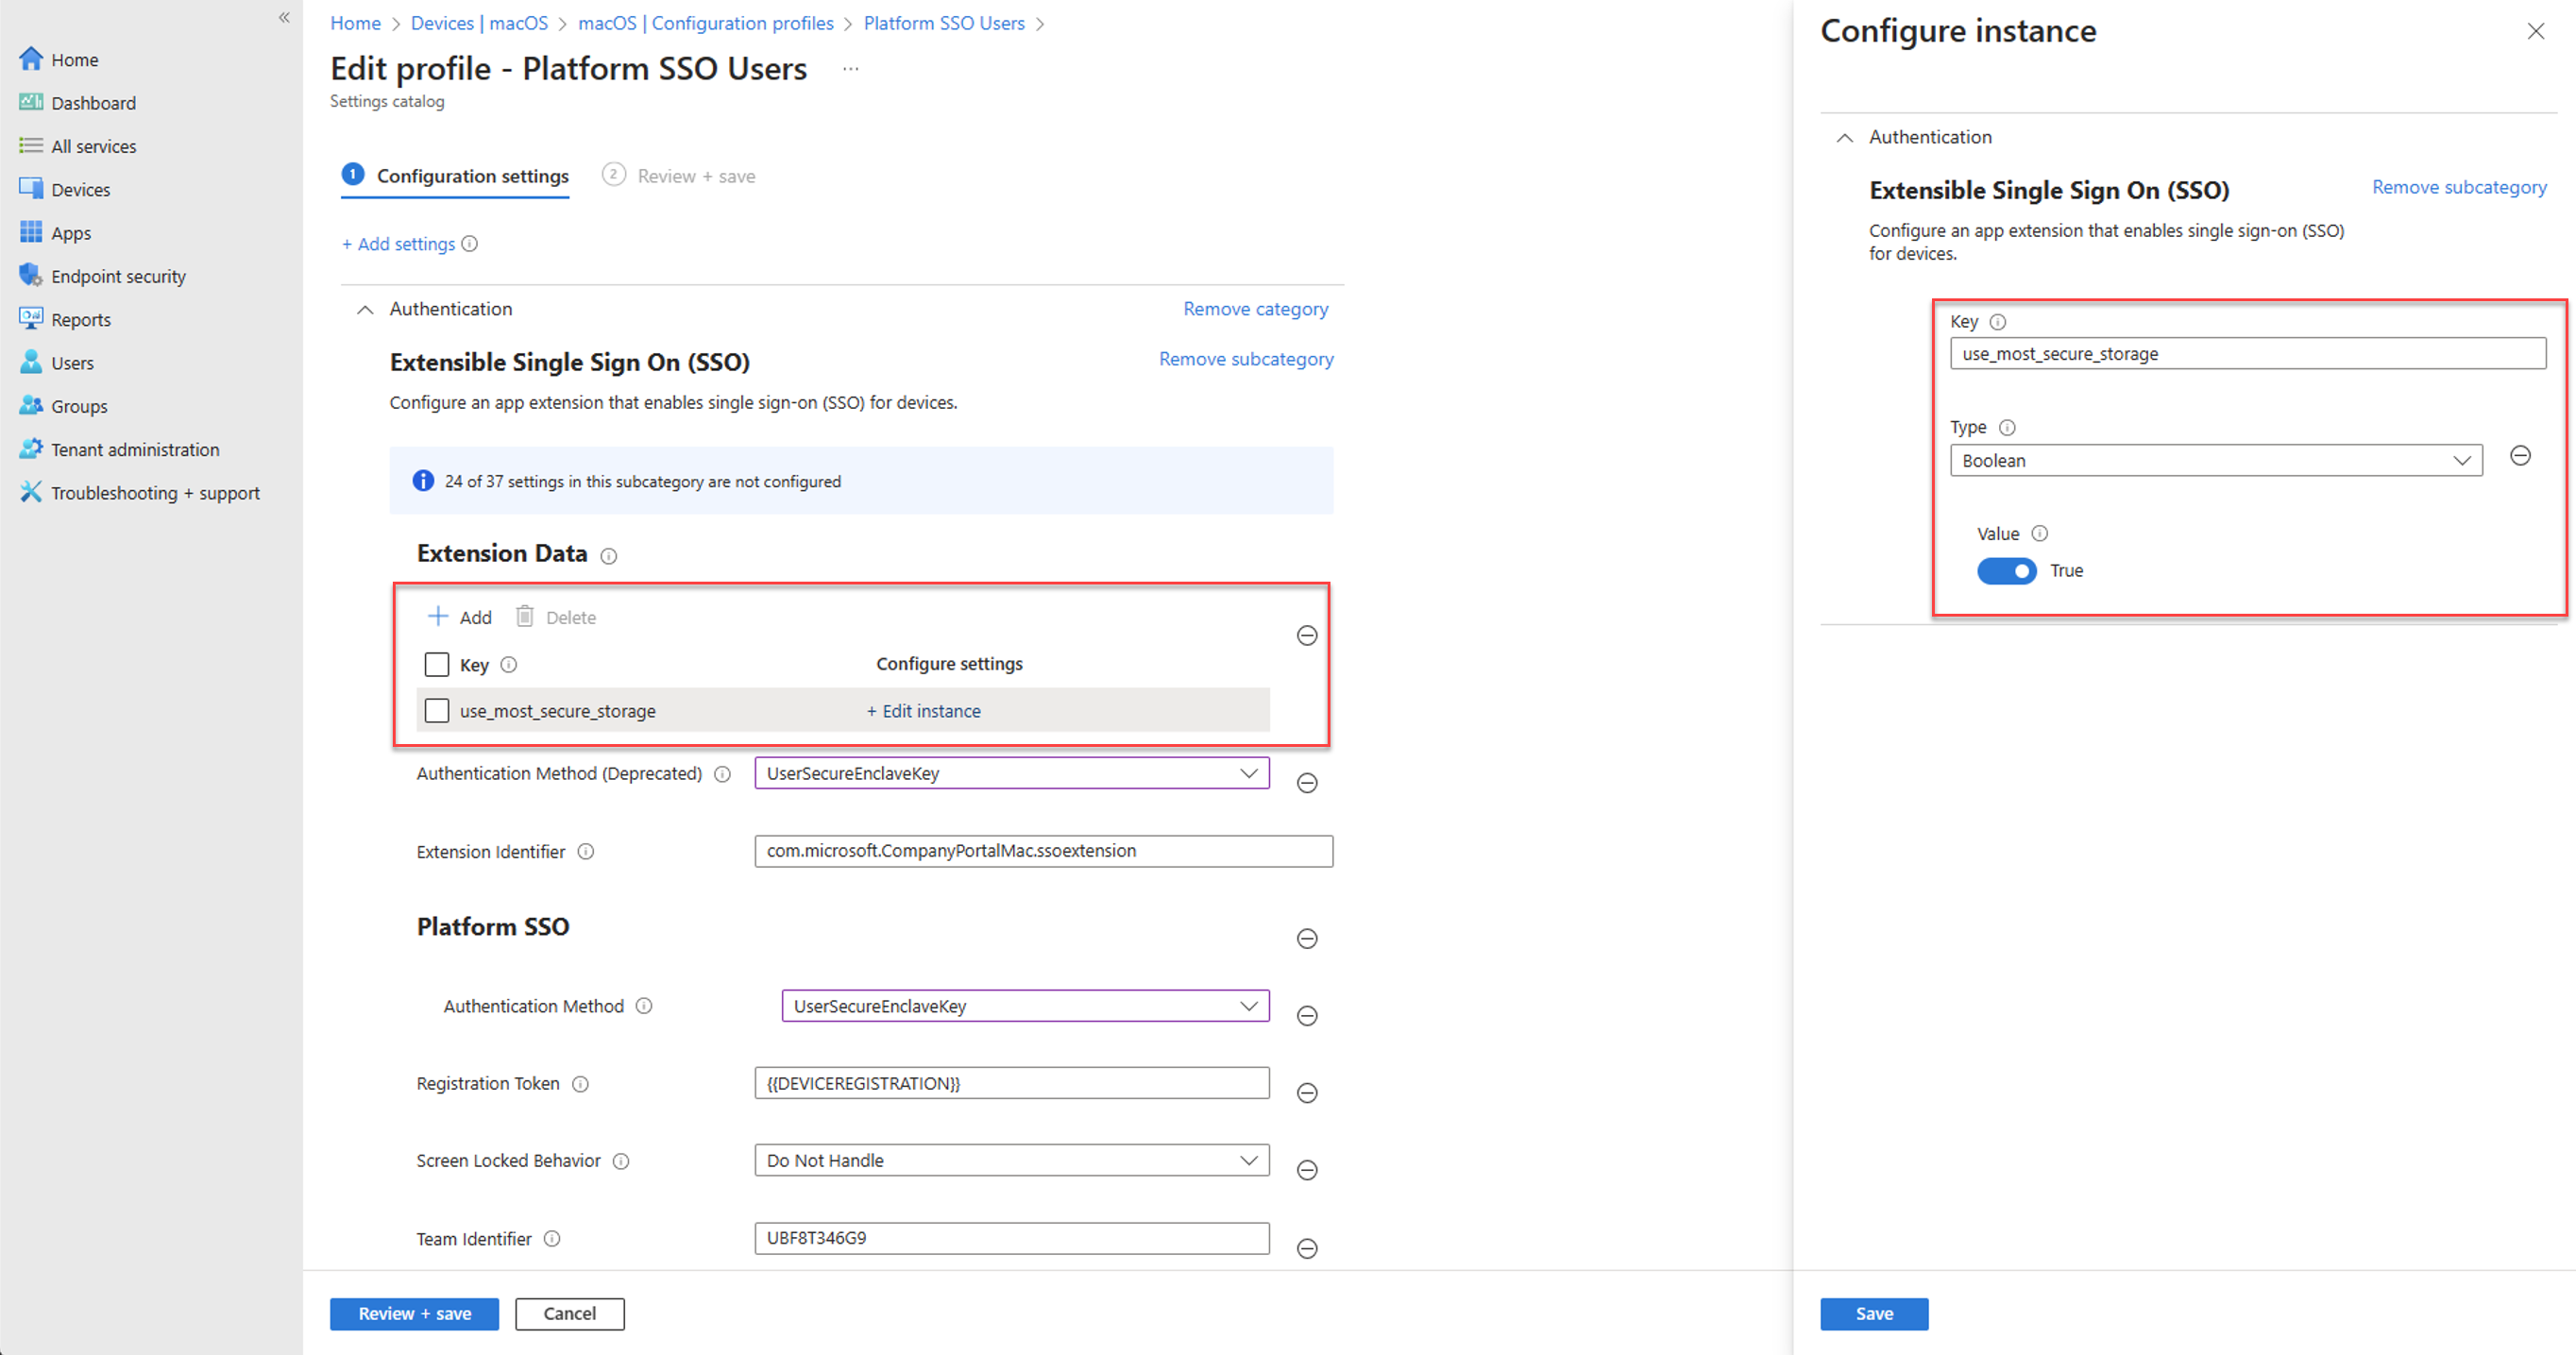 Home
Dashboard
All services
Devices
Apps
Endpoint security
Reports
Users
Groups
Tenant administration
Troubleshooting + support
Home > Devices | macOS > macOS | Configuration profiles > Platform SSO Users >
Edit profile - Platform SSO Users ...
Settings catalog
1 Configuration settings 2 Review + save
+ Add settings
Authentication Remove category
Extensible Single Sign On (SSO) Remove subcategory
Configure an app extension that enables single sign-on (SSO) for devices.
24 of 37 settings in this subcategory are not configured
Extension Data
+ Add Delete
Key Configure settings
use_most_secure_storage + Edit instance
Authentication Method (Deprecated) UserSecureEnclaveKey
Extension Identifier com.microsoft.CompanyPortalMac.ssoextension
Platform SSO
Authentication Method UserSecureEnclaveKey
Registration Token {{DEVICEREGISTRATION}}
Screen Locked Behavior Do Not Handle
Team Identifier UBF8T346G9
Review + save Cancel
Configure instance
Authentication
Extensible Single Sign On (SSO) Remove subcategory
Configure an app extension that enables single sign-on (SSO)
for devices.
Key
use_most_secure_storage
Type
Boolean
Value
True
Save